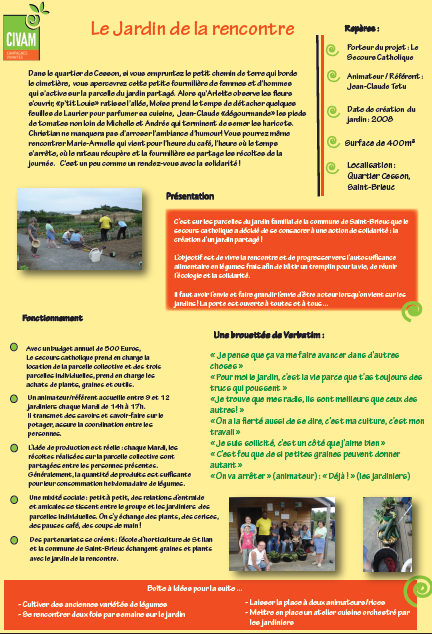 CIVAM
Le Jardin de la rencontre
Repères :
Porteur du projet : Le
Secours Catholique
Animateur / Référent :
Jean-Claude Tetu
Date de création du
jardin : 2008
Surface de 400m²
Localisation :
Quartier Cesson,
Saint-Brieuc
Dans le quartier de Cesson, si vous empruntez le petit chemin de terre qui borde
le cimetière, vous apercevrez cette petite fourmilière de femmes et d'hommes
qui s'active sur la parcelle du jardin partagé. Alors qu'Arlette observe les fleurs
s'ouvrir, «p'tit Louis» ratisse l'allée, Moïse prend le temps de détacher quelques
feuilles de Laurier pour parfumer sa cuisine, Jean-Claude «dégourmande» les pieds
de tomates non loin de Michelle et Andrée qui terminent de semer les haricots.
Christian ne manquera pas d'arroser l'ambiance d'humour! Vous pourrez même
rencontrer Marie-Armelle qui vient pour l'heure du café, l'heure où le temps
s'arrête, où le rateau récupère et la fourmilière se partage les récoltes de la
journée. C'est un peu comme un rendez-vous avec la solidarité !
Présentation
C'est sur les parcelles du jardin familial de la commune de Saint-Brieuc que le
secours catholique a décidé de se consacrer à une action de solidarité : la
création d'un jardin partagé !
L'objectif est de vivre la rencontre et de progresser vers l'autosuffisance
alimentaire en légumes frais afin de bâtir un tremplin pour la vie, de réunir
l'écologie et la solidarité.
Il faut avoir l'envie et faire grandir l'envie d'être acteur lorsqu'on vient sur les
jardins ! La porte est ouverte à toutes et à tous ...
Fonctionnement
Avec un budget annuel de 500 Euros,
Le secours catholique prend en charge la
location de la parcelle collective et des trois
parcelles individuelles, prend en charge les
achats de plants, graines et outils.
Un animateur/référent accueille entre 9 et 12
jardiniers chaque Mardi de 14h à 17h.
Il transmet des savoirs et savoir-faire sur le
potager, assure la coordination entre les
personnes.
L'idée de production est réelle : chaque Mardi, les
récoltes réalisées sur la parcelle collective sont
partagées entre les personnes présentes.
Généralement, la quantité de produits est suffisante
pour leur consommation hebdomadaire de légumes.
Une mixité sociale : petit à petit, des relations d'entraide
et amicales se tissent entre le groupe et les jardiniers des
parcelles individuelles. On s'y échange des plants, des cerises,
des pauses café, des coups de main !
Des partenariats se créent : l'école d'horticulture de St Ilan
et la commune de Saint-Brieuc échangent graines et plants
avec le jardin de la rencontre.
Une brouettés de Verbatim :
« Je pense que ça va me faire avancer dans d'autres
choses »
« Pour moi le jardin, c'est la vie parce que t'as toujours des
trucs qui poussent »
«Je trouve que mes radis, ils sont meilleurs que ceux des
autres! »
«On a la fierté aussi de se dire, c'est ma culture, c'est mon
travail »
«Je suis sollicité, c'est un côté que j'aime bien »
«C'est fou que de si petites graines peuvent donner
autant »
«On va arrêter » (animateur) : « Déjà ! » (les jardiniers)
Boîte à Idées pour la suite ...
- Cultiver des anciennes variétés de légumes
- Se rencontrer deux fois par semaine sur le jardin
- Laisser la place à deux animateurs/rices
- Mettre en place un atelier cuisine orchestré par
les jardiniers